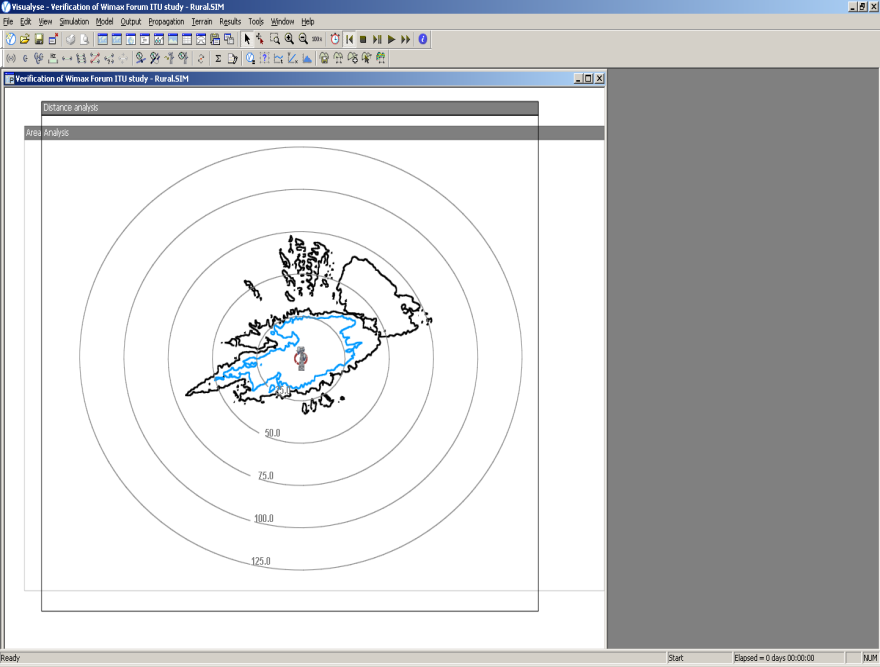 Visualyse - Verification of Wimax Forum ITU study - Rural.SIM
File Edit View Simulation Model Output Propagation Terrain Results Tools Window Help
100%
Verification of Wimax Forum ITU study - Rural.SIM
Distance analysis
Area Analysis
50.0
75.0
100.0
125.0
Ready
Start
Elapsed = 0 days 00:00:00
NUM